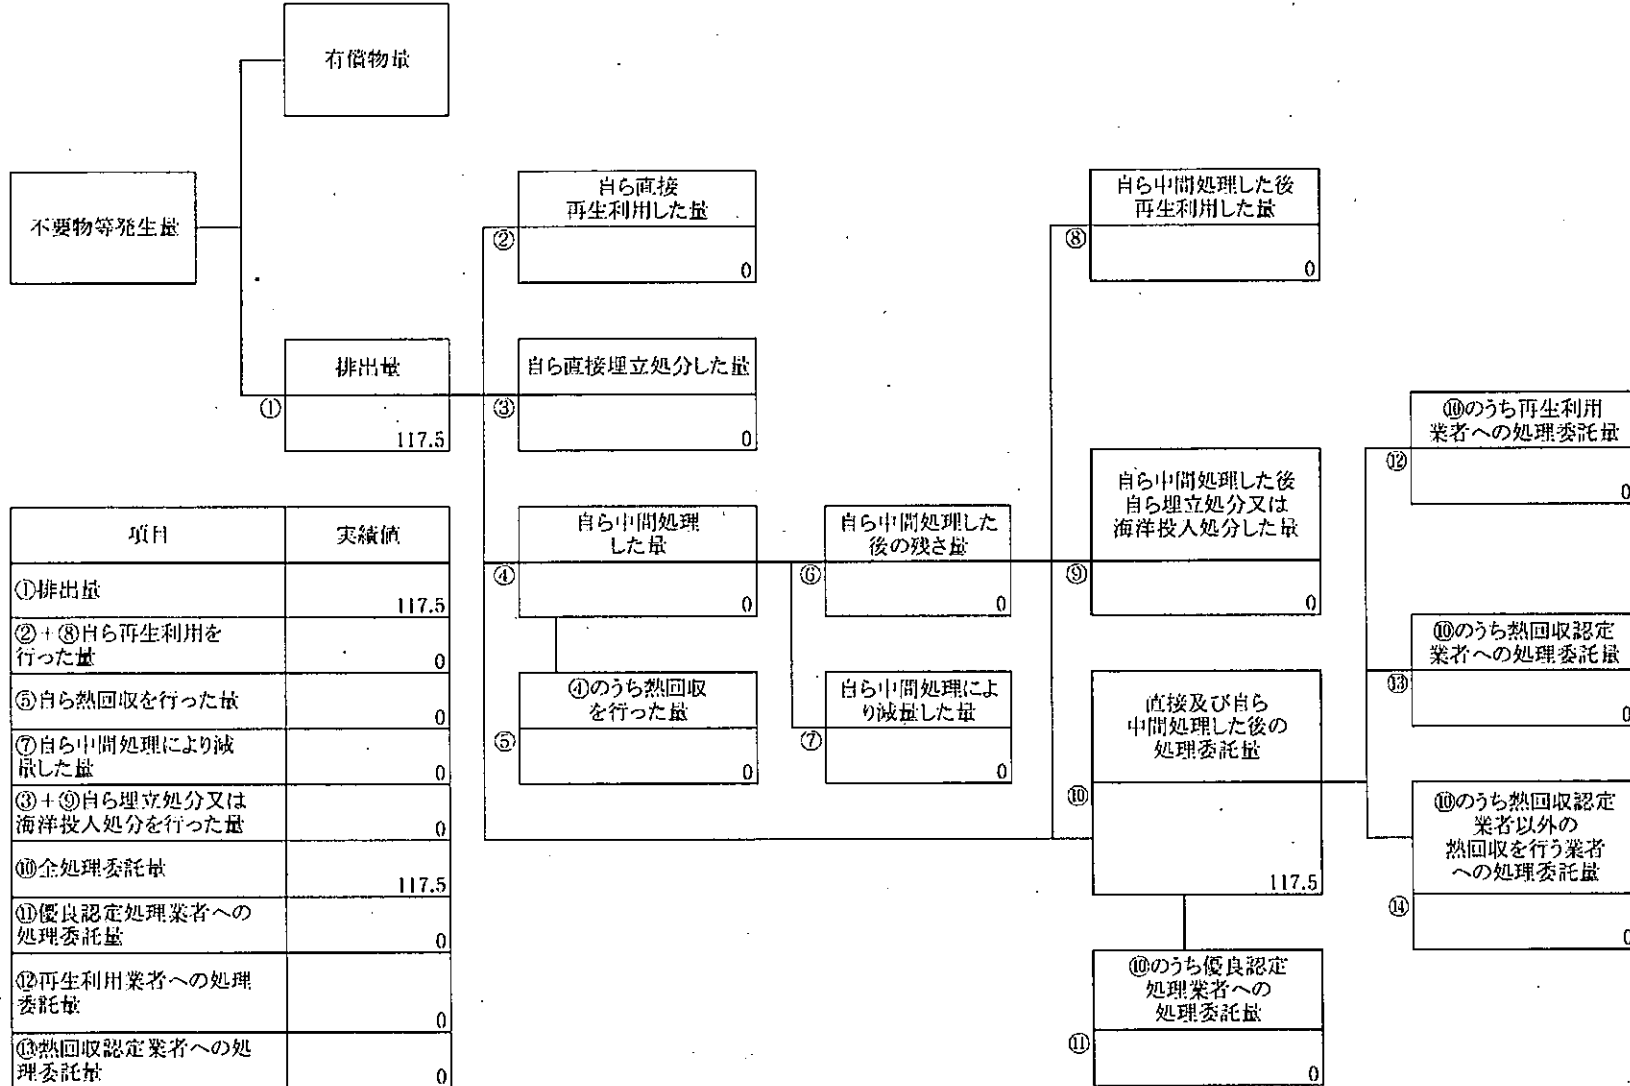 有償物量
不要物等発生量
排出量
①
117.5
自ら直接
再生利用した量
②
0
自ら直接埋立処分した量
③
0
自ら中間処理
した量
④
0
④のうち熱回収
を行った量
⑤
0
自ら中間処理した
後の残さ量
⑥
0
自ら中間処理によ
り減量した量
⑦
0
自ら中間処理した後
再生利用した量
⑧
0
自ら中間処理した後
自ら埋立処分又は
海洋投入処分した量
⑨
0
直接及び自ら
中間処理した後の
処理委託量
⑩
117.5
⑩のうち優良認定
処理業者への
処理委託量
⑪
0
⑩のうち再生利用
業者への処理委託量
⑫
0
⑩のうち熱回収認定
業者への処理委託量
⑬
0
⑩のうち熱回収認定
業者以外の
熱回収を行う業者
への処理委託量
⑭
0
項目 実績値
①排出量
117.5
②+⑧自ら再生利用を
行った量 0
⑤自ら熱回収を行った量 0
⑦自ら中間処理により減
量した量 0
③+⑨自ら埋立処分又は
海洋投入処分を行った量 0
⑩全処理委託量
117.5
⑪優良認定処理業者への
処理委託量 0
⑫再生利用業者への処理
委託量 0
⑬熱回収認定業者への処
理委託量 0